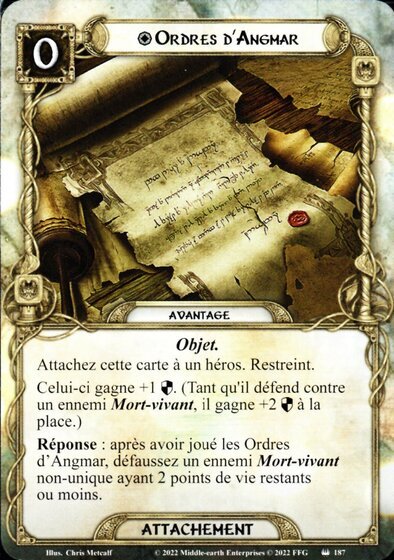 0
Ordres d'Angmar
Avantage
Objet.
Attachez cette carte à un héros. Restreint.
Celui-ci gagne +1 . (Tant qu'il défend contre
un ennemi Mort-vivant, il gagne +2 à la
place.)
Réponse : après avoir joué les Ordres
d'Angmar, défaussez un ennemi Mort-vivant
non-unique ayant 2 points de vie restants
ou moins.
Attachement
Illus. Chris Metcalf © 2022 Middle-earth Enterprises © 2022 FFG 187